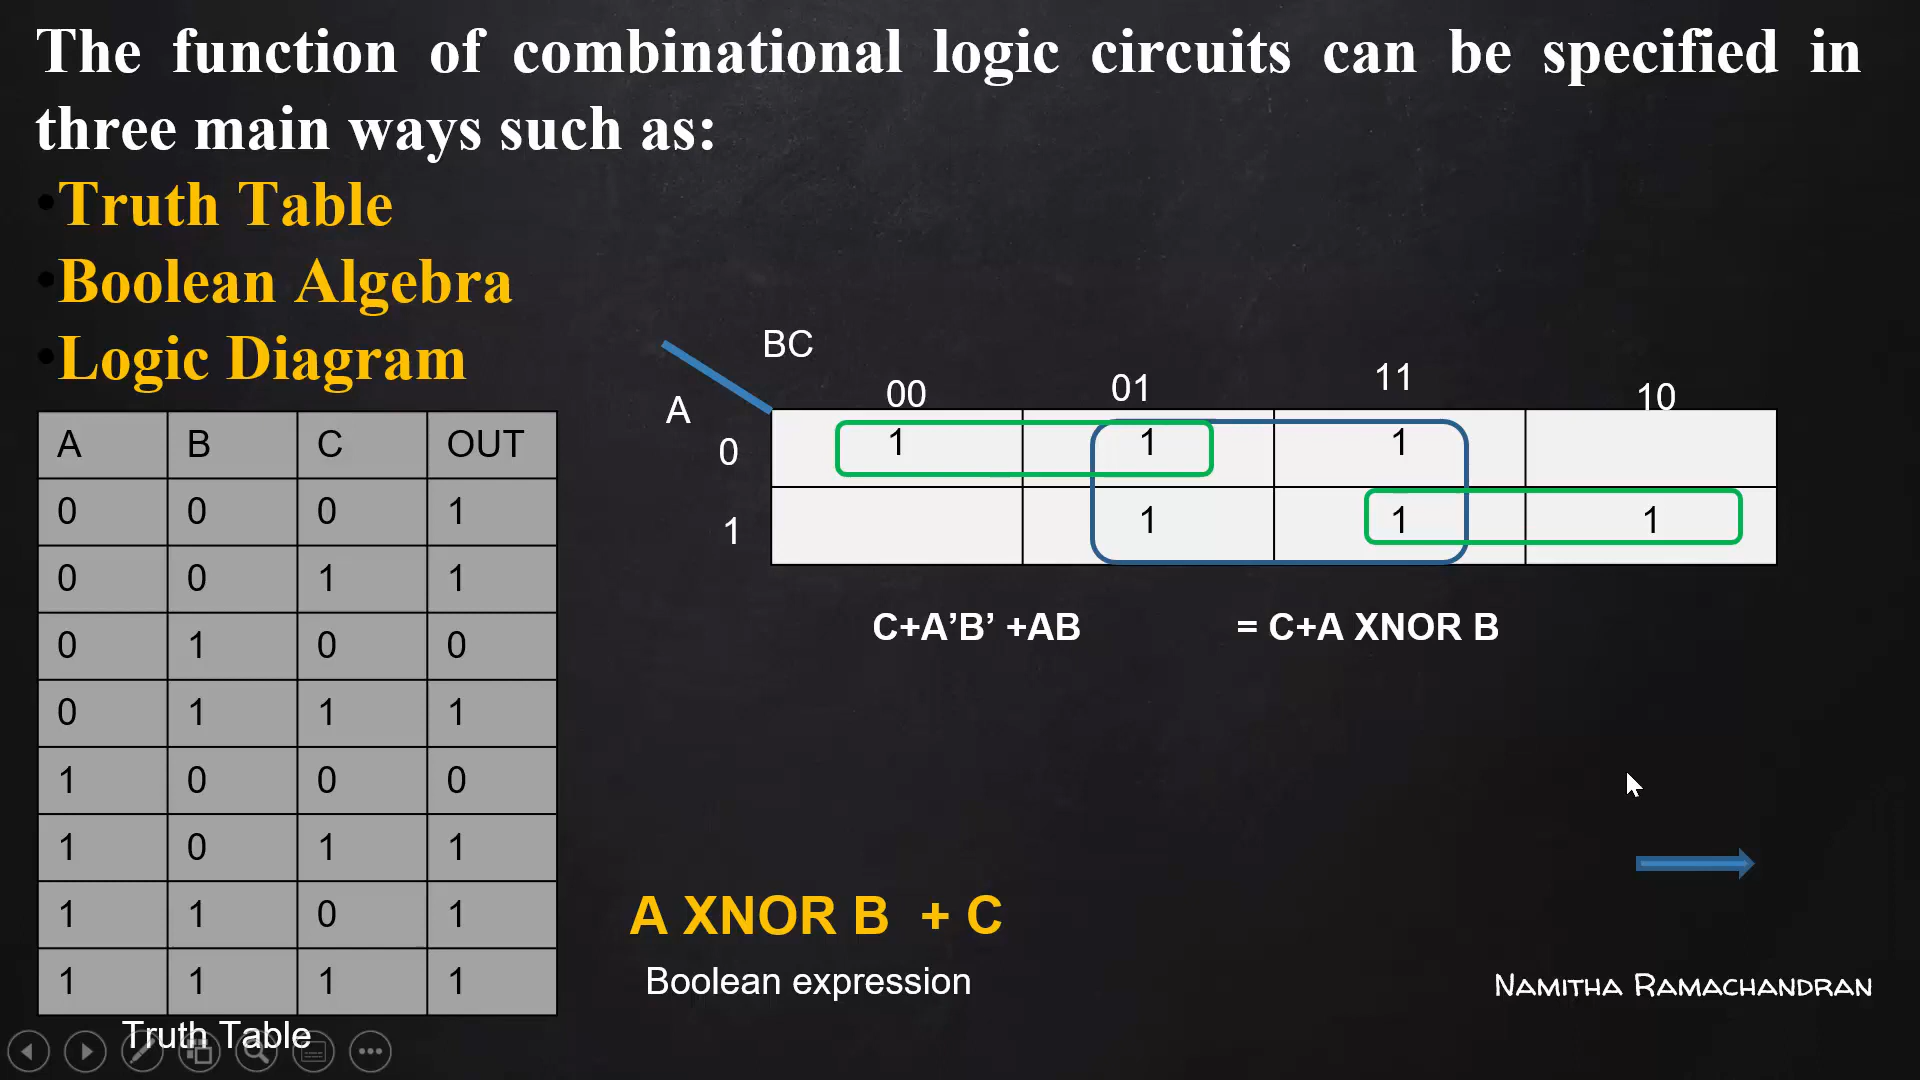 The function of combinational logic circuits can be specified in
three main ways such as:
•Truth Table
•Boolean Algebra
•Logic Diagram
A B C OUT
0 0 0 1
0 0 1 1
0 1 0 0
0 1 1 1
1 0 0 0
1 0 1 1
1 1 0 1
1 1 1 1
Truth Table
BC
A
00 01 11 10
0 1 1 1
1 1 1 1
C+A’B’ +AB = C+A XNOR B
A XNOR B + C
Boolean expression
Namitha Ramachandran